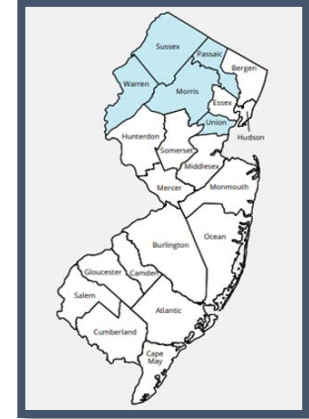 Sussex
Passaic
Bergen
Warren
Morris
Essex
Union
Hudson
Hunterdon
Somerset
Middlesex
Mercer
Monmouth
Ocean
Burlington
Gloucester
Camden
Salem
Atlantic
Cumberland
Cape
May